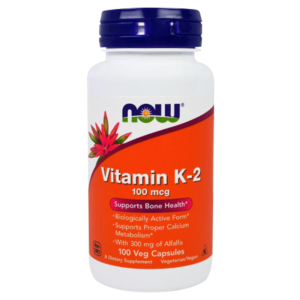 now®
Vitamin K-2
100 mcg
Supports Bone Health*
• Biologically Active Form*
• Supports Proper Calcium
Metabolism*
• With 300 mg of Alfalfa
100 Veg Capsules
A Dietary Supplement Vegetarian/Vegan